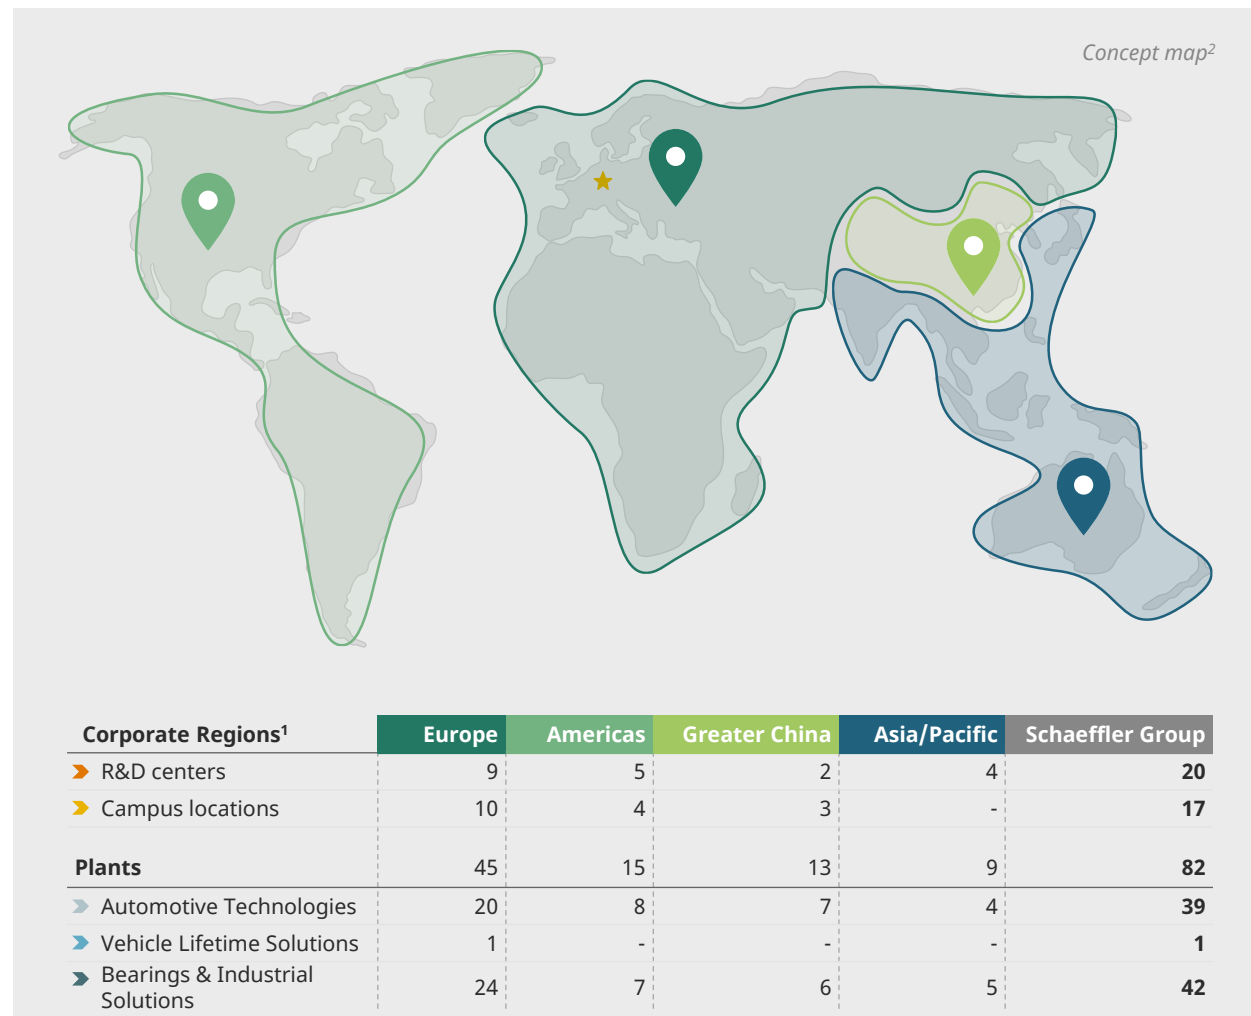 Concept map²
Corporate Regions¹ Europe Americas Greater China Asia/Pacific Schaeffler Group
R&D centers 9 5 2 4 20
Campus locations 10 4 3 - 17
Plants 45 15 13 9 82
Automotive Technologies 20 8 7 4 39
Vehicle Lifetime Solutions 1 - - - 1
Bearings & Industrial
Solutions 24 7 6 5 42